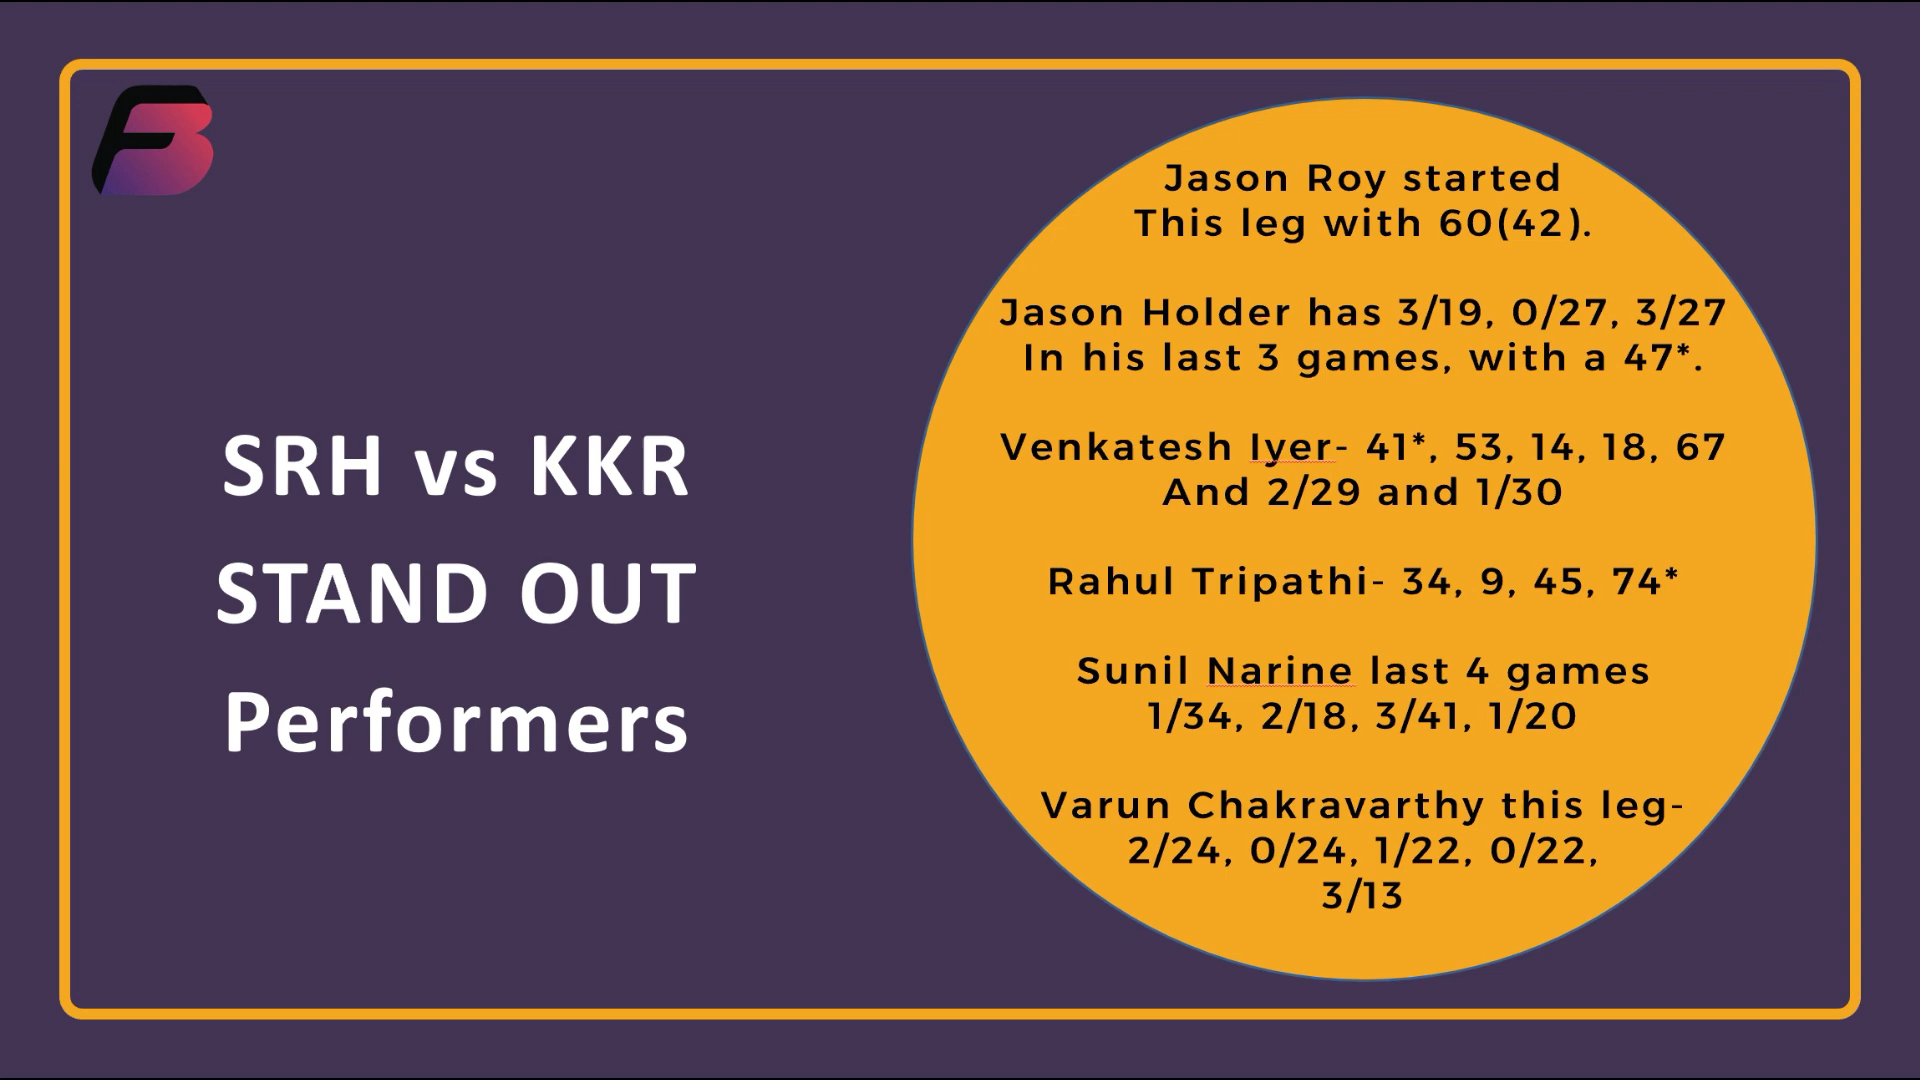 SRH vs KKR
STAND OUT
Performers
Jason Roy started
This leg with 60(42).
Jason Holder has 3/19, 0/27, 3/27
In his last 3 games, with a 47*.
Venkatesh Iyer- 41*, 53, 14, 18, 67
And 2/29 and 1/30
Rahul Tripathi- 34, 9, 45, 74*
Sunil Narine last 4 games
1/34, 2/18, 3/41, 1/20
Varun Chakravarthy this leg-
2/24, 0/24, 1/22, 0/22,
3/13